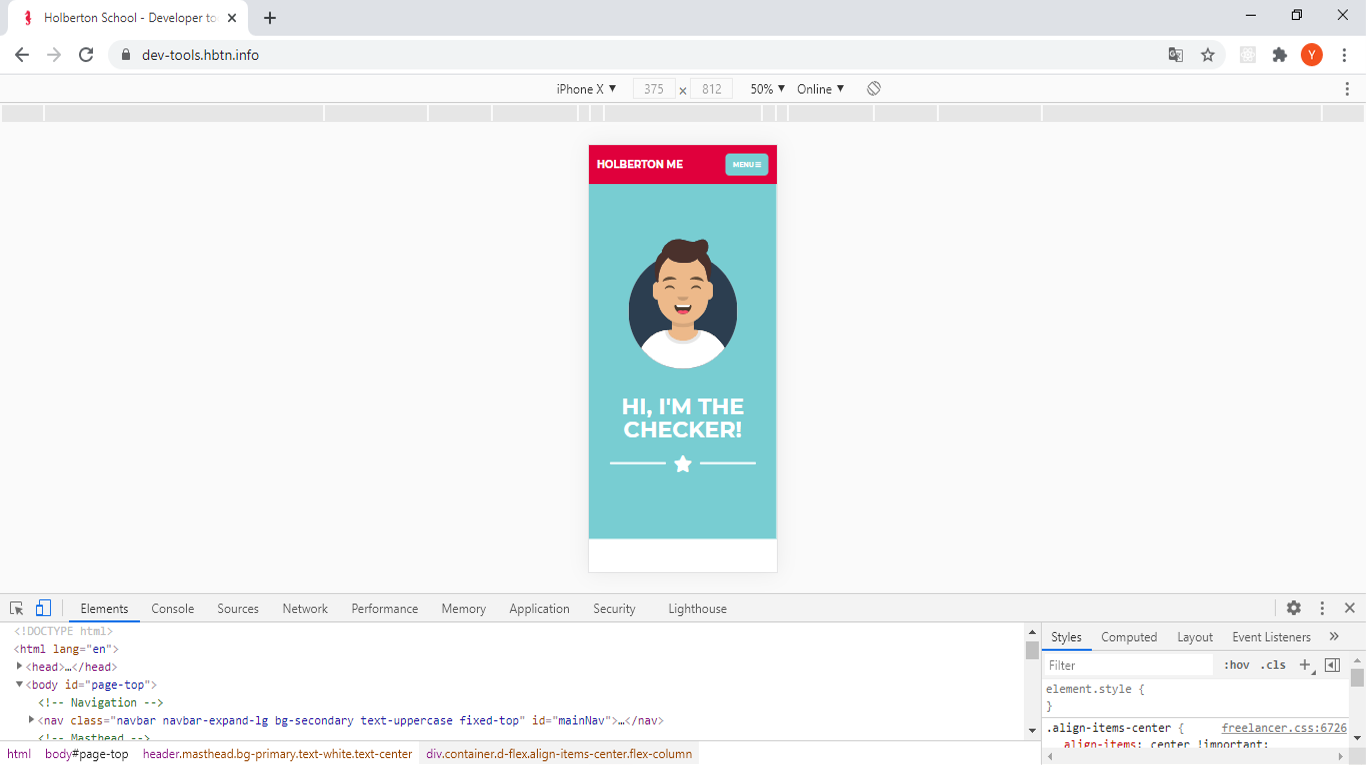 Holberton School - Developer to
dev-tools.hbtn.info
Y
iPhone X ▼ 375 x 812 50% ▼ Online ▼
HOLBERTON ME
MENU
HI, I'M THE
CHECKER!
Elements Console Sources Network Performance Memory Application Security Lighthouse
<!DOCTYPE html>
<html lang="en">
<head>…</head>
<body id="page-top">
<!-- Navigation -->
<nav class="navbar navbar-expand-lg bg-secondary text-uppercase fixed-top" id="mainNav">…</nav>
<!-- Masthead -->
html body#page-top header.masthead.bg-primary.text-white.text-center div.container.d-flex.align-items-center.flex-column
Styles Computed Layout Event Listeners »
Filter :hov .cls +
element.style {
}
.align-items-center { freelancer.css:6726
align-items: center !important;